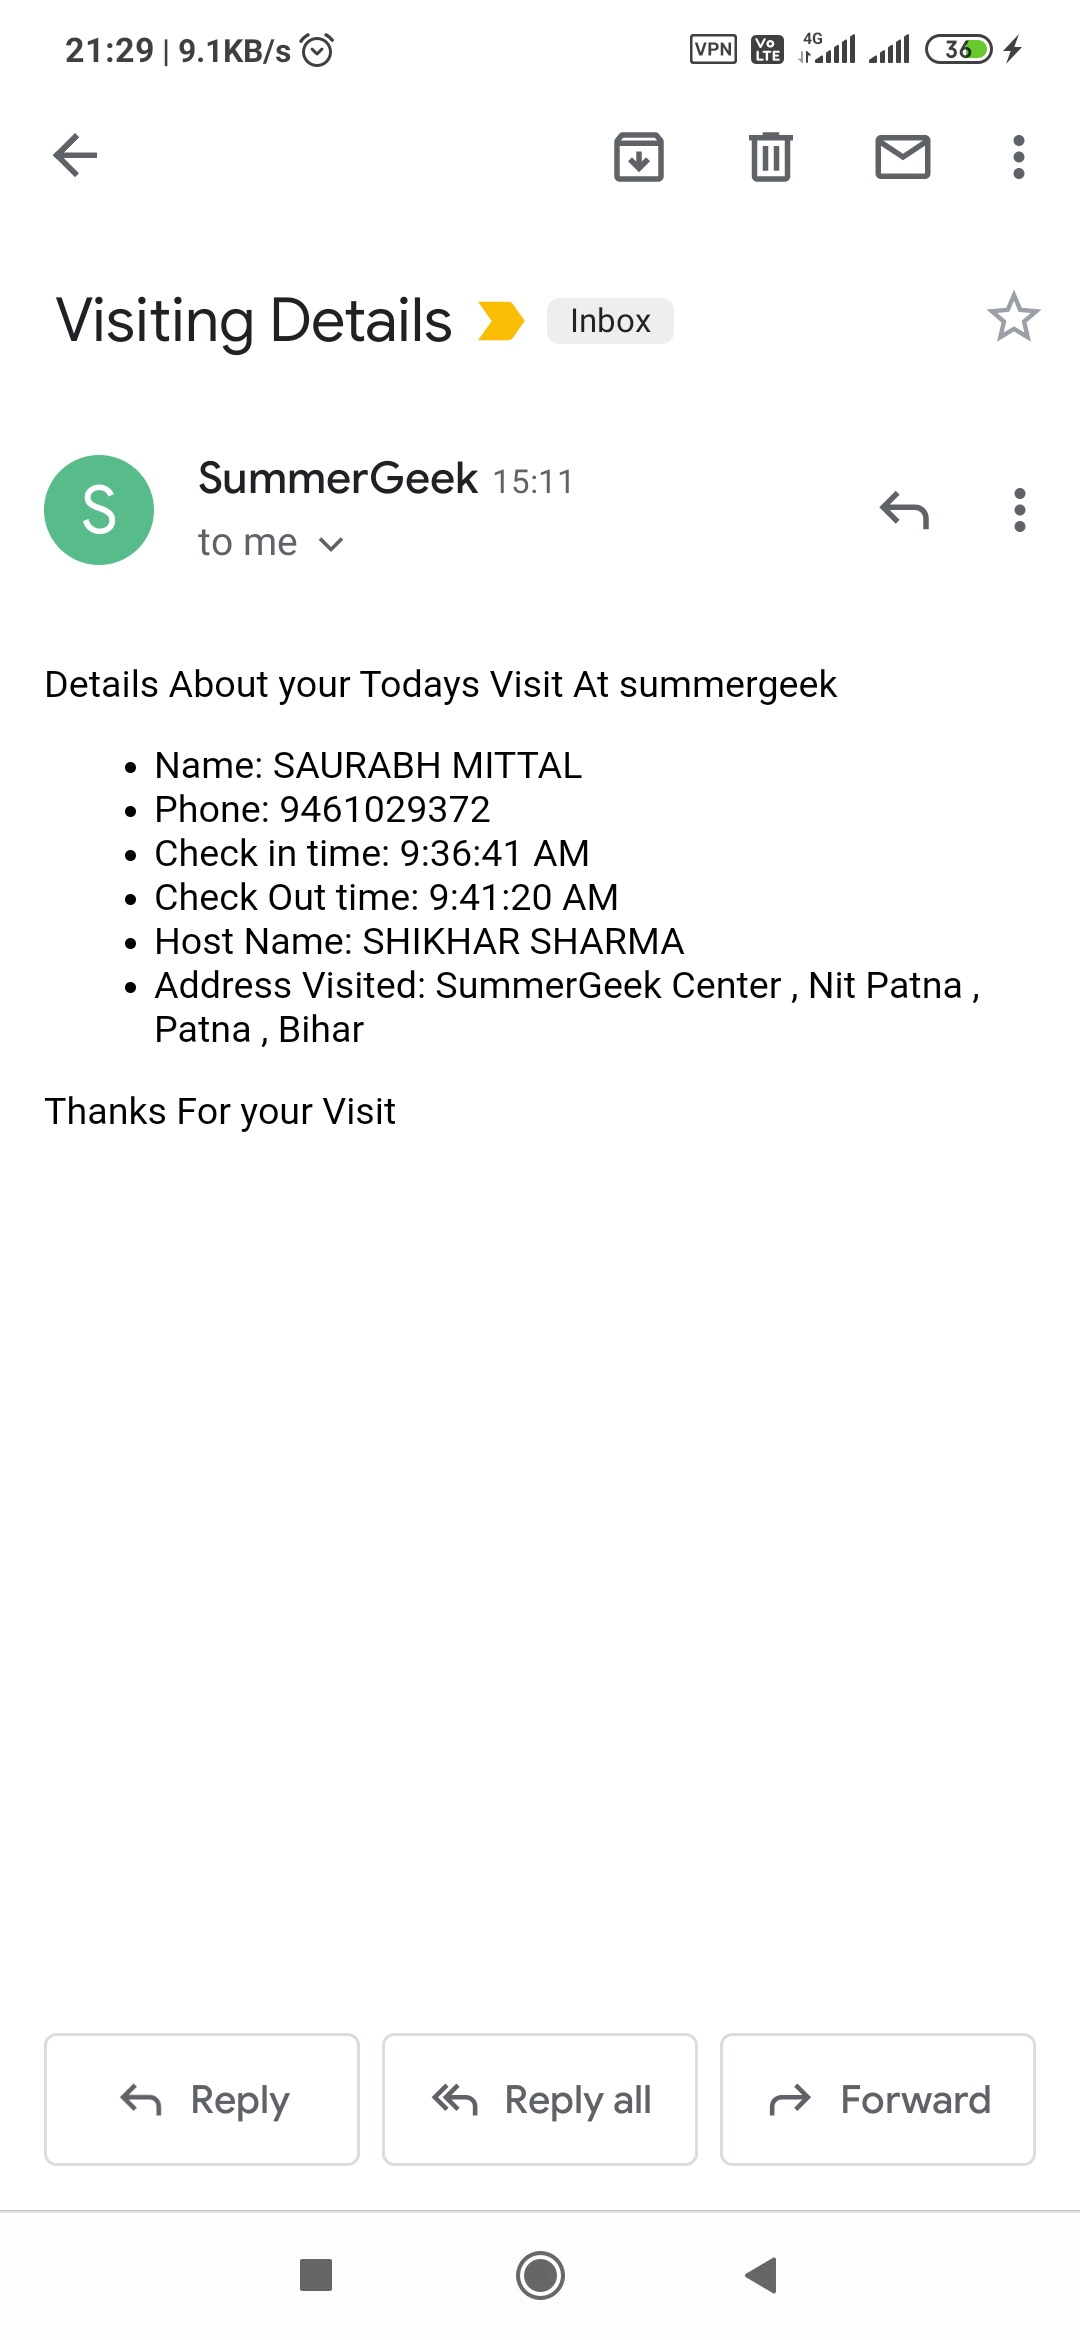 21:29 | 9.1KB/s VPN Vo LTE 4G 36
Visiting Details Inbox
S
SummerGeek 15:11
to me
Details About your Todays Visit At summergeek
• Name: SAURABH MITTAL
• Phone: 9461029372
• Check in time: 9:36:41 AM
• Check Out time: 9:41:20 AM
• Host Name: SHIKHAR SHARMA
• Address Visited: SummerGeek Center , Nit Patna ,
Patna , Bihar
Thanks For your Visit
Reply Reply all Forward